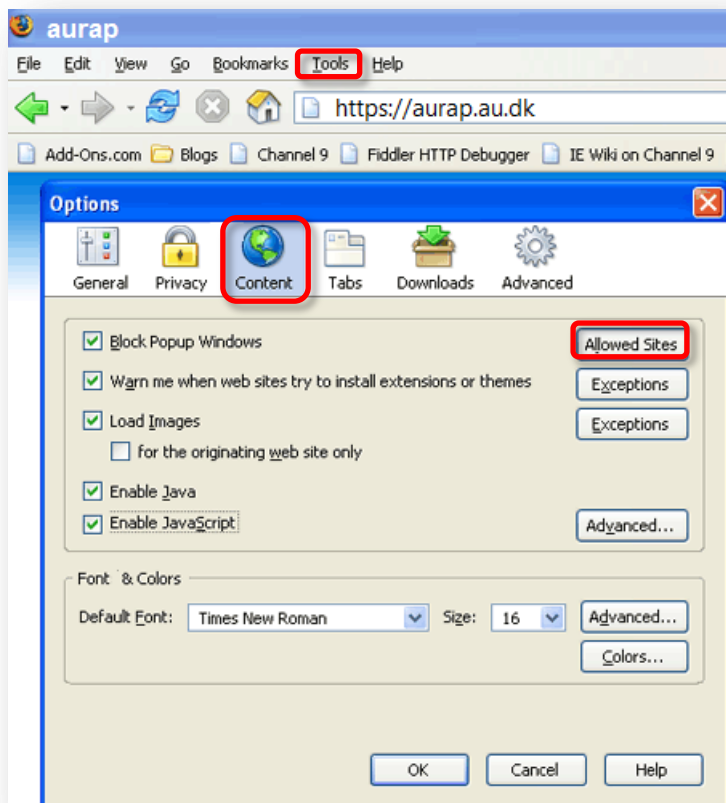 aurap
File Edit View Go Bookmarks Tools Help
https://aurap.au.dk
Add-Ons.com Blogs Channel 9 Fiddler HTTP Debugger IE Wiki on Channel 9
Options
General Privacy Content Tabs Downloads Advanced
Block Popup Windows Allowed Sites
Warn me when web sites try to install extensions or themes Exceptions
Load Images Exceptions
for the originating web site only
Enable Java
Enable JavaScript Advanced...
Font & Colors
Default Font: Times New Roman Size: 16 Advanced...
Colors...
OK Cancel Help